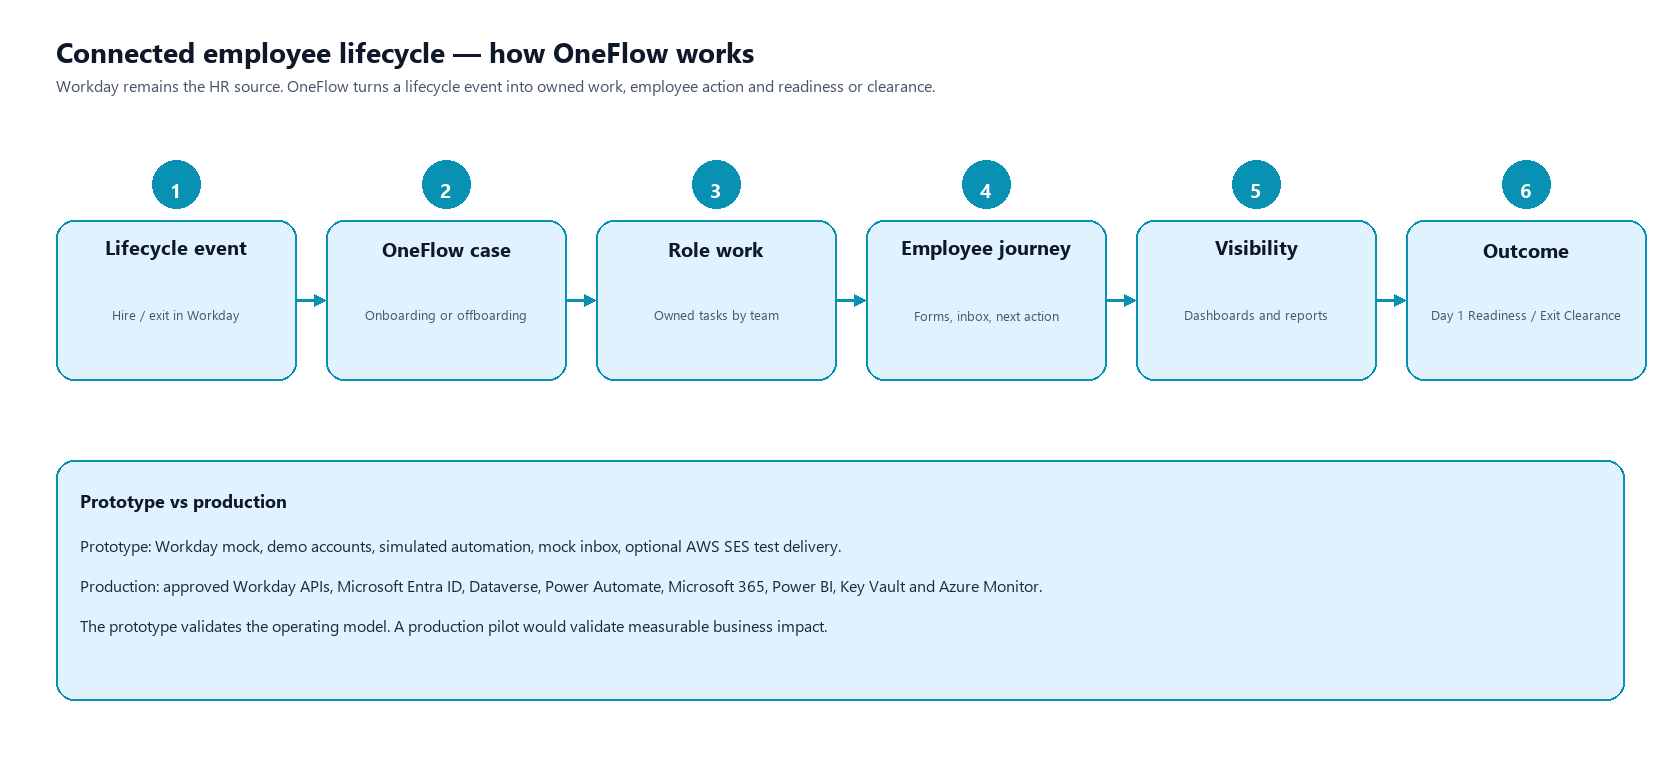 Connected employee lifecycle — how OneFlow works
Workday remains the HR source. OneFlow turns a lifecycle event into owned work, employee action and readiness or clearance.
1
2
3
4
5
6
Lifecycle event
OneFlow case
Role work
Employee journey
Visibility
Outcome
Hire / exit in Workday
Onboarding or offboarding
Owned tasks by team
Forms, inbox, next action
Dashboards and reports
Day 1 Readiness / Exit Clearance
Prototype vs production
Prototype: Workday mock, demo accounts, simulated automation, mock inbox, optional AWS SES test delivery.
Production: approved Workday APIs, Microsoft Entra ID, Dataverse, Power Automate, Microsoft 365, Power BI, Key Vault and Azure Monitor.
The prototype validates the operating model. A production pilot would validate measurable business impact.